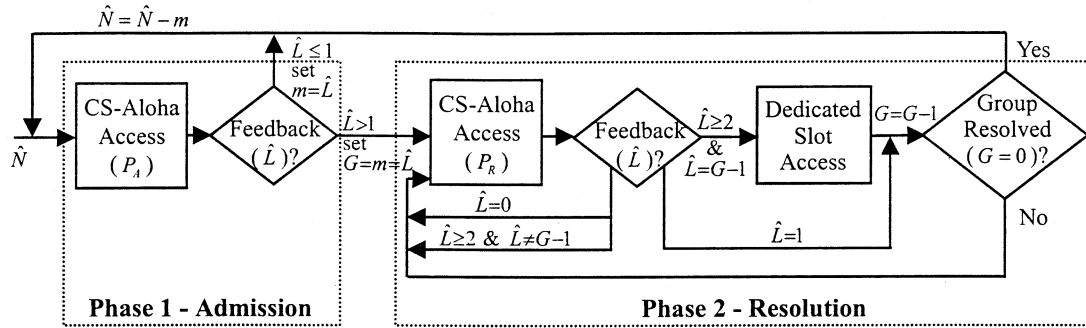 N̂ = N̂ − m
N̂
CS-Aloha
Access
(P_A)
Feedback
(L̂)?
L̂ ≤ 1
set
m=L̂
L̂>1
set
G=m=L̂
Phase 1 - Admission
CS-Aloha
Access
(P_R)
Feedback
(L̂)?
L̂≥2
&
L̂=G−1
L̂=0
L̂≥2 & L̂≠G−1
L̂=1
Dedicated
Slot
Access
G=G−1
Group
Resolved
(G=0)?
Yes
No
Phase 2 - Resolution